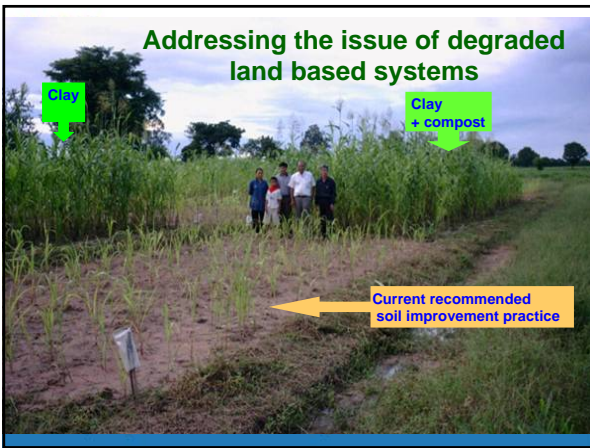 Addressing the issue of degraded
land based systems
Clay
Clay
+ compost
Current recommended
soil improvement practice